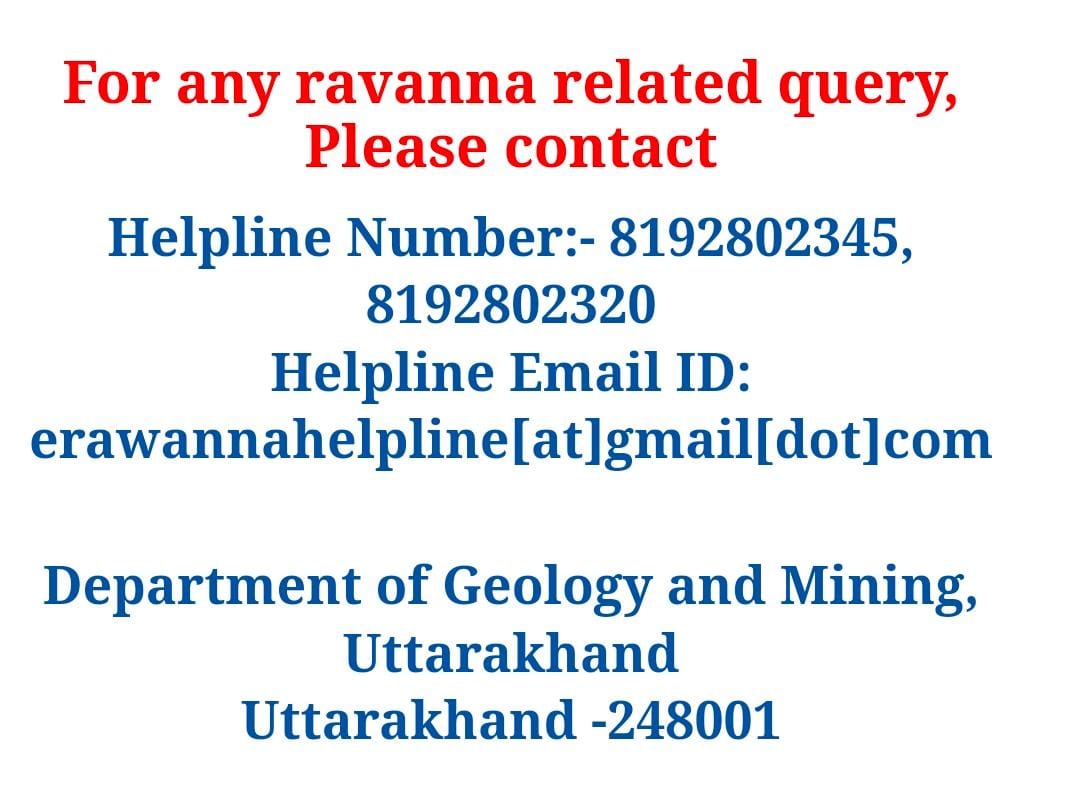 For any ravanna related query,
Please contact
Helpline Number:- 8192802345,
8192802320
Helpline Email ID:
erawannahelpline[at]gmail[dot]com
Department of Geology and Mining,
Uttarakhand
Uttarakhand -248001